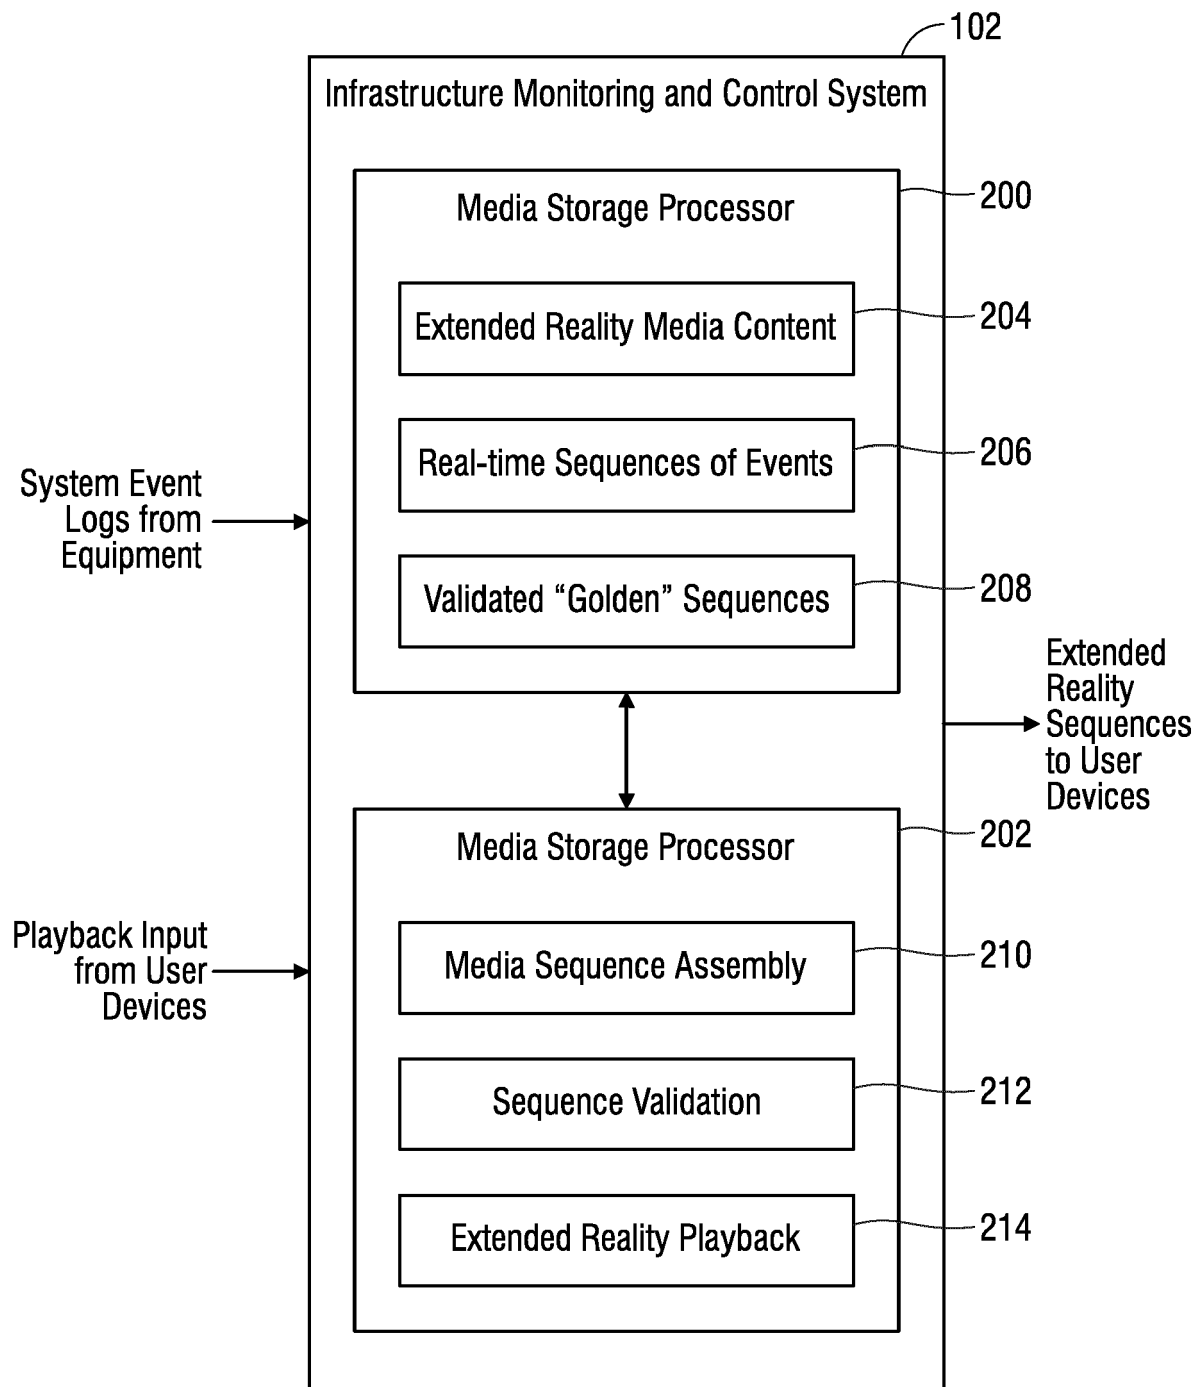 102
Infrastructure Monitoring and Control System
200
Media Storage Processor
Extended Reality Media Content
204
Real-time Sequences of Events
206
System Event
Logs from
Equipment
Validated “Golden” Sequences
208
Extended
Reality
Sequences
to User
Devices
202
Media Storage Processor
Playback Input
from User
Devices
Media Sequence Assembly
210
Sequence Validation
212
Extended Reality Playback
214